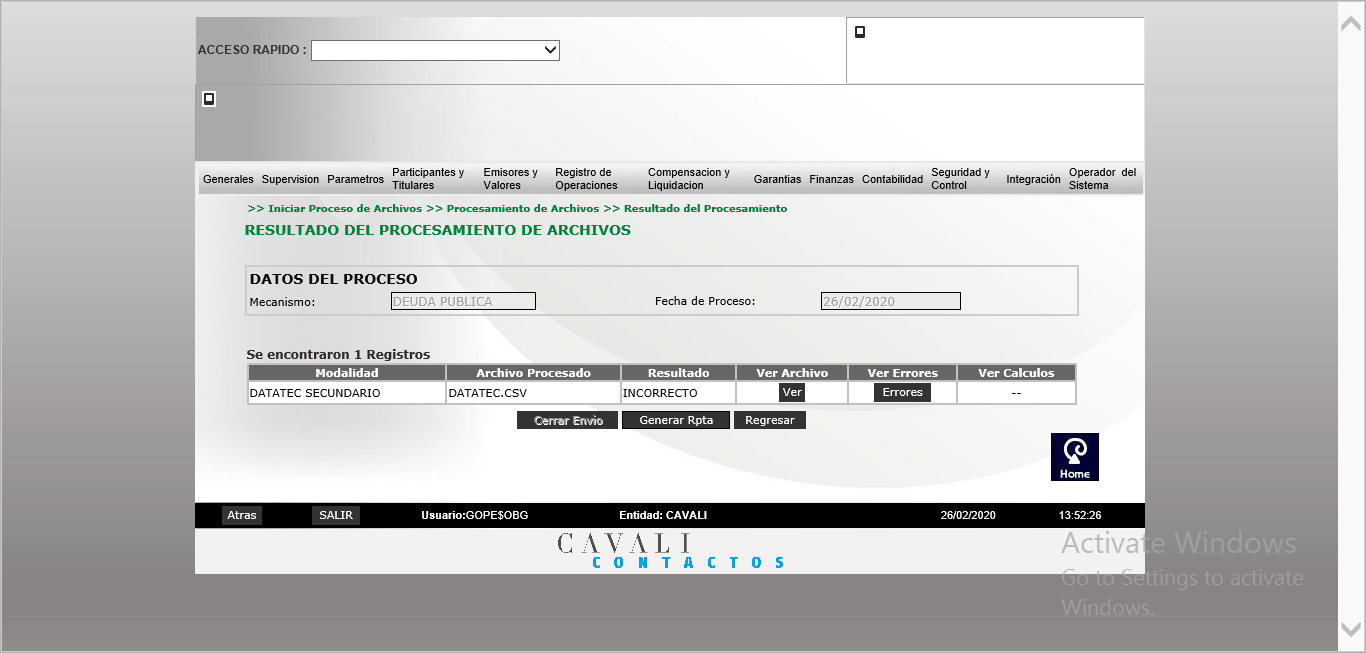 ACCESO RAPIDO :
Generales Supervision Parametros Participantes y Titulares Emisores y Valores Registro de Operaciones Compensacion y Liquidacion Garantias Finanzas Contabilidad Seguridad y Control Integración Operador del Sistema
>> Iniciar Proceso de Archivos >> Procesamiento de Archivos >> Resultado del Procesamiento
RESULTADO DEL PROCESAMIENTO DE ARCHIVOS
DATOS DEL PROCESO
Mecanismo: DEUDA PUBLICA Fecha de Proceso: 26/02/2020
Se encontraron 1 Registros
Modalidad Archivo Procesado Resultado Ver Archivo Ver Errores Ver Calculos
DATATEC SECUNDARIO DATATEC.CSV INCORRECTO Ver Errores --
Cerrar Envio Generar Rpta Regresar
Home
Atras SALIR Usuario:GOPE$OBG Entidad: CAVALI 26/02/2020 13:52:26
CAVALI
CONTACTOS
Activate Windows
Go to Settings to activate
Windows.